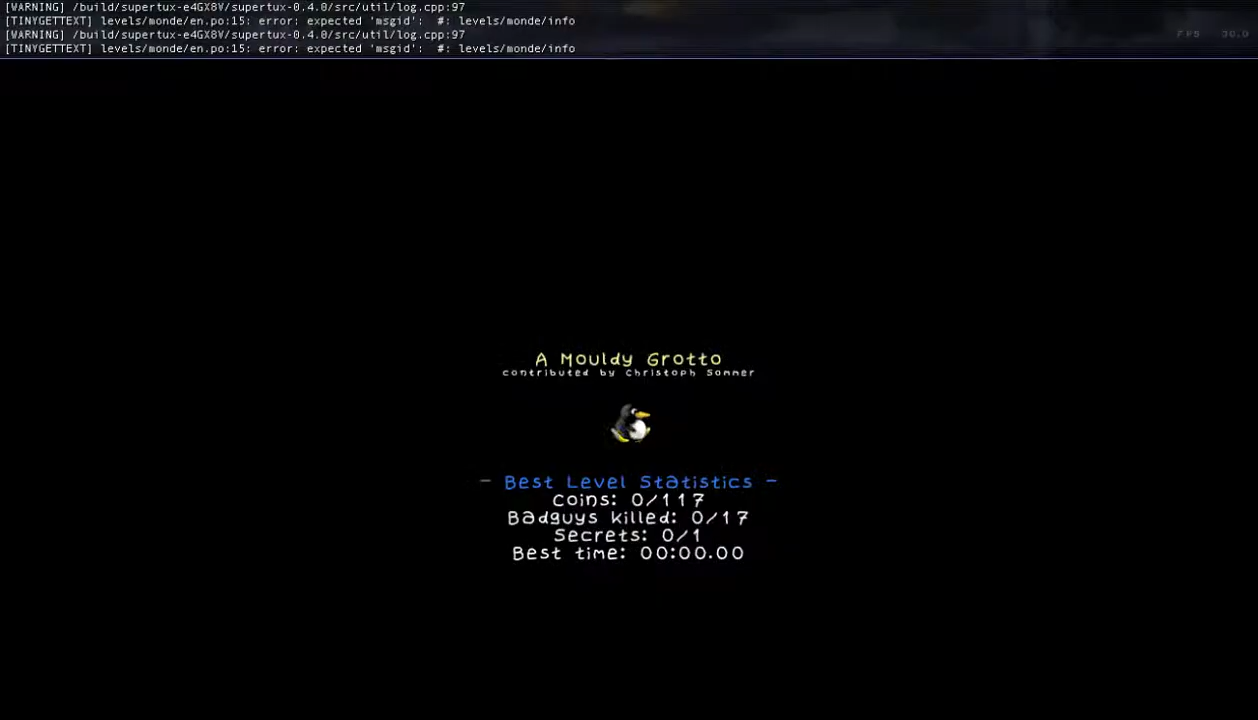 [WARNING] /build/supertux-e4GX8V/supertux-0.4.0/src/util/log.cpp:97
[TINYGETTEXT] levels/monde/en.po:15: error: expected 'msgid':  #: levels/monde/info
[WARNING] /build/supertux-e4GX8V/supertux-0.4.0/src/util/log.cpp:97
FPS 30.0
[TINYGETTEXT] levels/monde/en.po:15: error: expected 'msgid':  #: levels/monde/info
A Mouldy Grotto
contributed by Christoph Sommer
- Best Level Statistics -
Coins: 0/117
Badguys killed: 0/17
Secrets: 0/1
Best time: 00:00.00